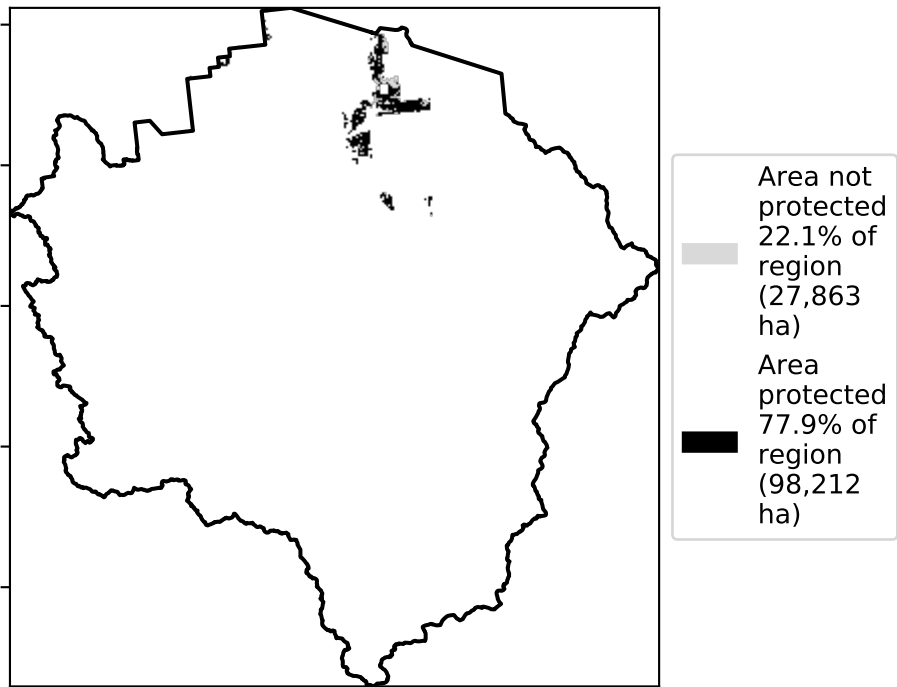 Area not
protected
22.1% of
region
(27,863
ha)
Area
protected
77.9% of
region
(98,212
ha)